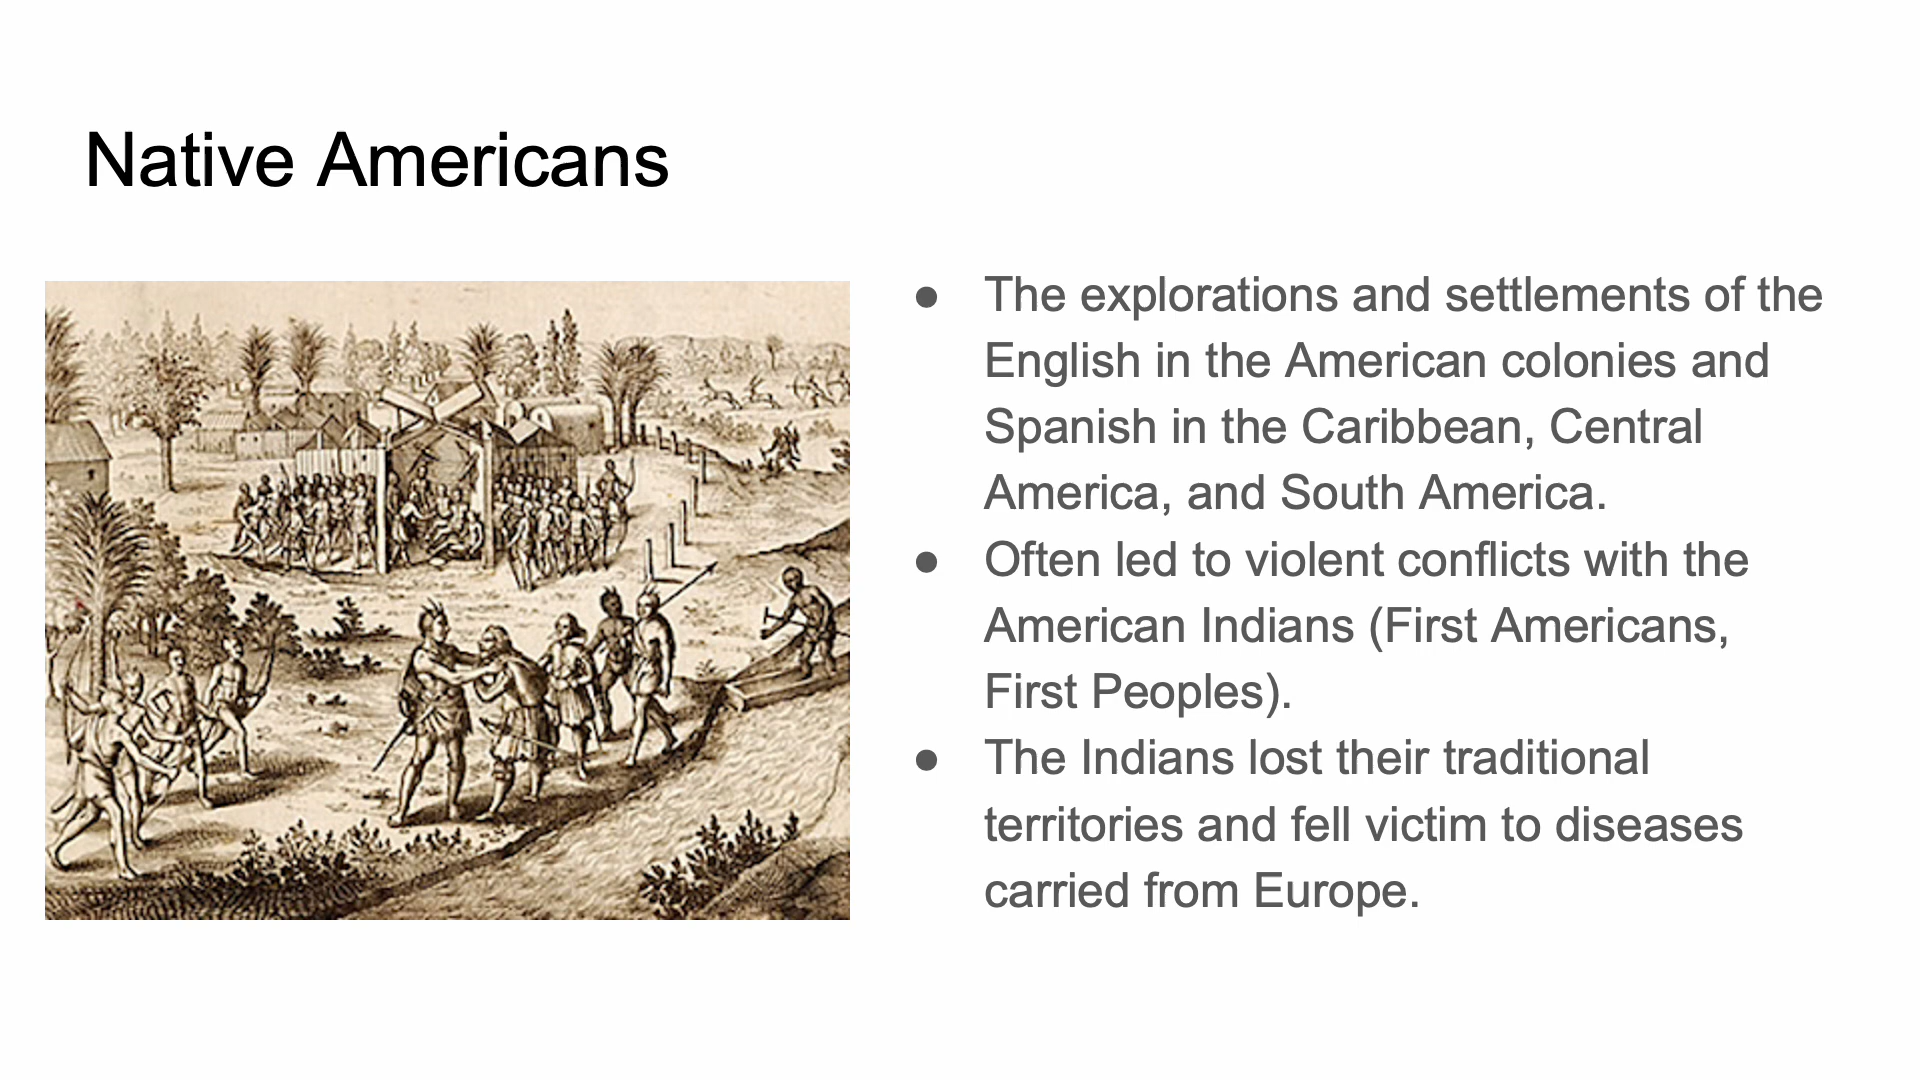 Native Americans
● The explorations and settlements of the
English in the American colonies and
Spanish in the Caribbean, Central
America, and South America.
● Often led to violent conflicts with the
American Indians (First Americans,
First Peoples).
● The Indians lost their traditional
territories and fell victim to diseases
carried from Europe.